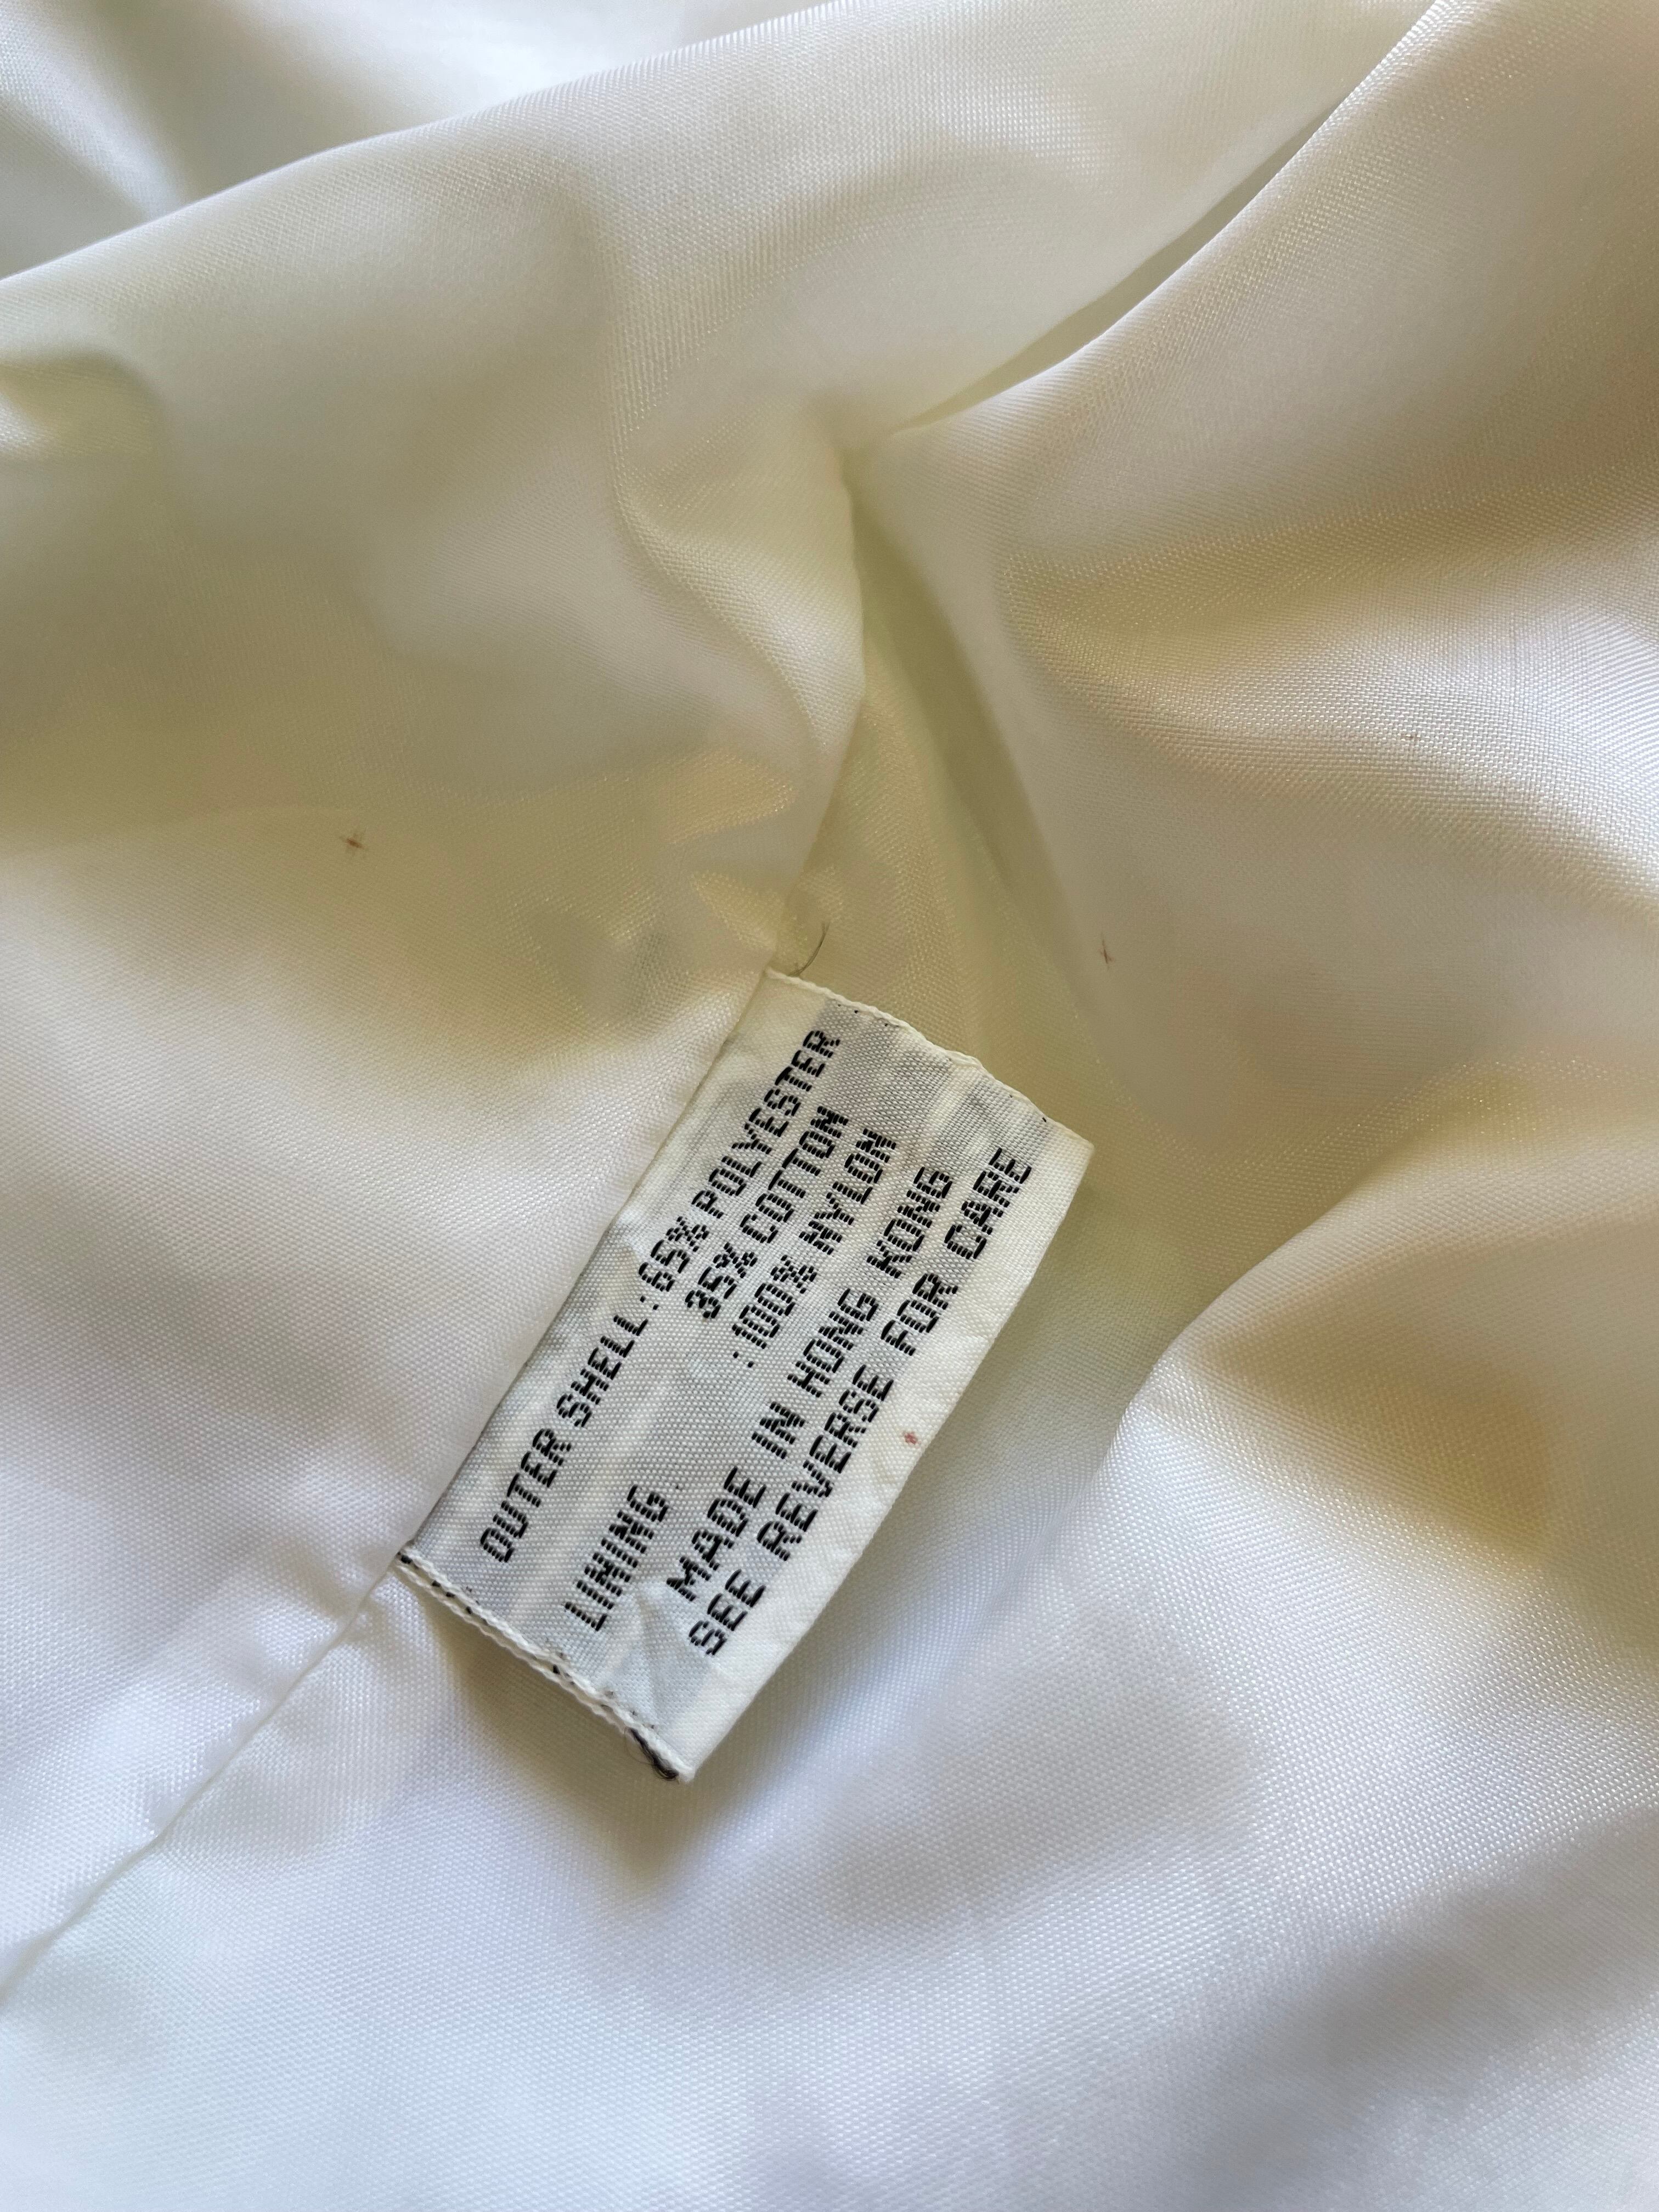 OUTER SHELL: 65% POLYESTER
35% COTTON
LINING : 100% NYLON
MADE IN HONG KONG
SEE REVERSE FOR CARE